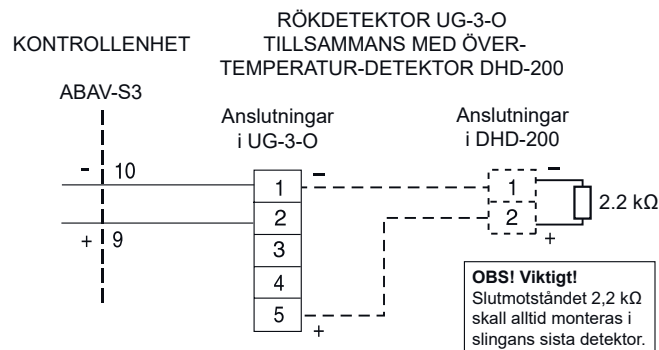 RÖKDETEKTOR UG-3-O
TILLSAMMANS MED ÖVER-
TEMPERATUR-DETEKTOR DHD-200
KONTROLLENHET
ABAV-S3
Anslutningar
i UG-3-O
Anslutningar
i DHD-200
- 10
+ 9
1 -
2
3
4
5 +
1 -
2 +
2.2 kΩ
OBS! Viktigt!
Slutmotståndet 2,2 kΩ
skall alltid monteras i
slingans sista detektor.